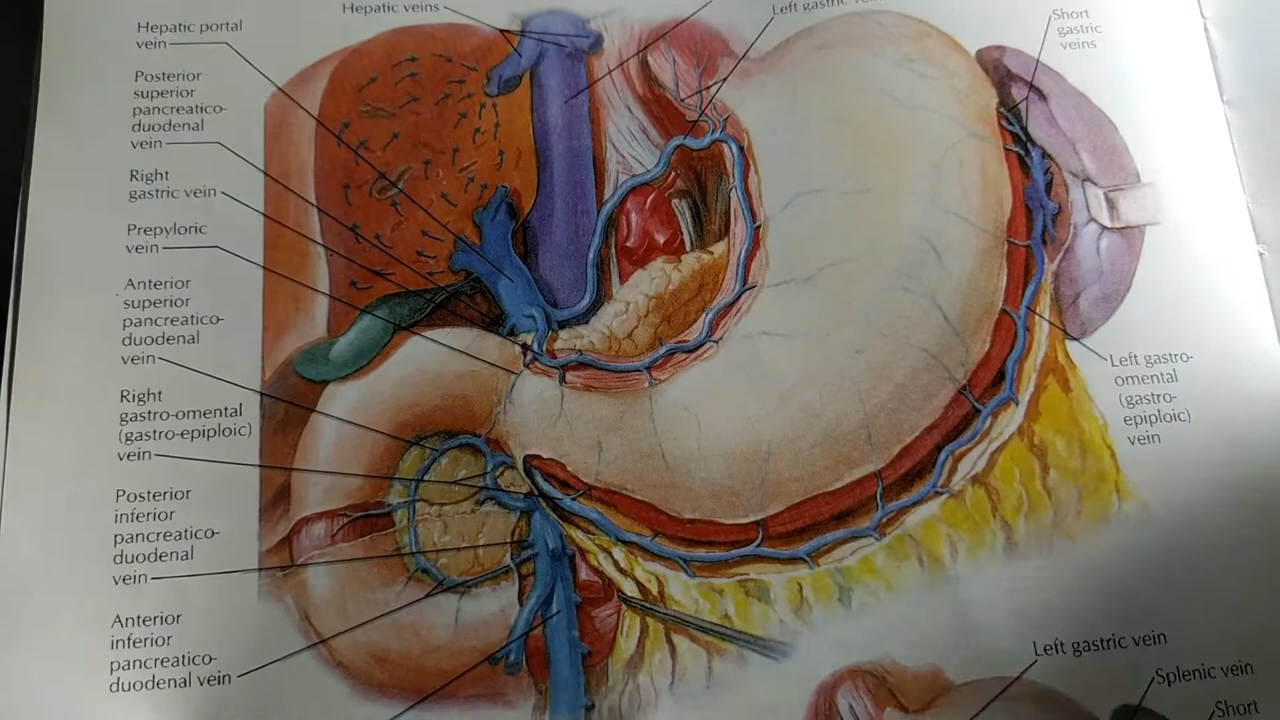 Hepatic veins
Left gastric
Short
gastric
veins
Hepatic portal
vein
Posterior
superior
pancreatico-
duodenal
vein
Right
gastric vein
Prepyloric
vein
Anterior
superior
pancreatico-
duodenal
vein
Right
gastro-omental
(gastro-epiploic)
vein
Posterior
inferior
pancreatico-
duodenal
vein
Anterior
inferior
pancreatico-
duodenal vein
Left gastro-
omental
(gastro-
epiploic)
vein
Left gastric vein
Splenic vein
Short